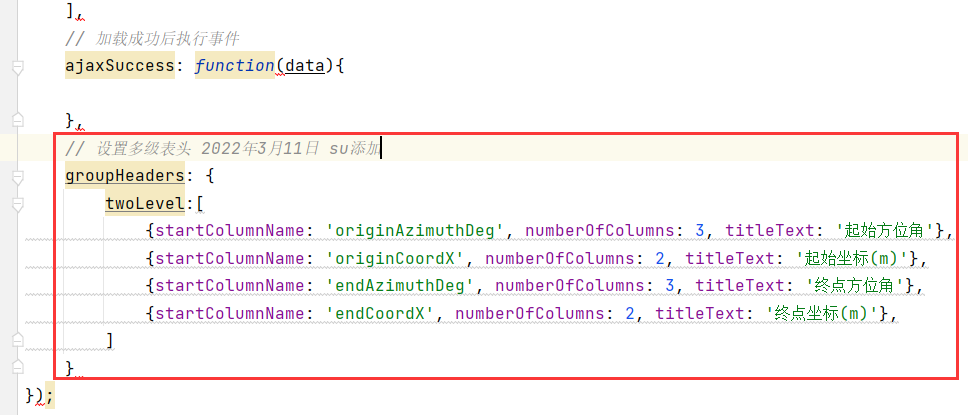 ],
// 加载成功后执行事件
ajaxSuccess: function(data){
},
// 设置多级表头 2022年3月11日 su添加
groupHeaders: {
twoLevel:[
{startColumnName: 'originAzimuthDeg', numberOfColumns: 3, titleText: '起始方位角'},
{startColumnName: 'originCoordX', numberOfColumns: 2, titleText: '起始坐标(m)'},
{startColumnName: 'endAzimuthDeg', numberOfColumns: 3, titleText: '终点方位角'},
{startColumnName: 'endCoordX', numberOfColumns: 2, titleText: '终点坐标(m)'},
]
}
});